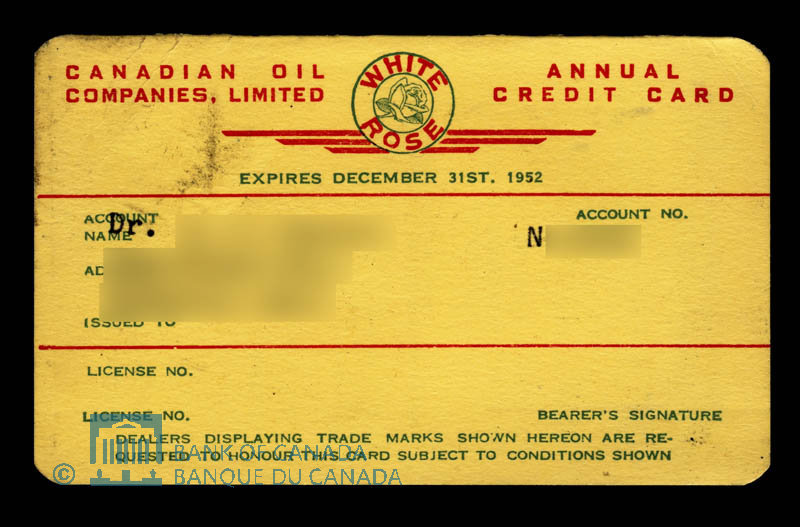 CANADIAN OIL
COMPANIES, LIMITED
WHITE
ROSE
ANNUAL
CREDIT CARD
EXPIRES DECEMBER 31ST. 1952
ACCOUNT
NAME
Dr.
ACCOUNT NO.
N
AD
ISSUED TO
LICENSE NO.
LICENSE NO.
BEARER'S SIGNATURE
DEALERS DISPLAYING TRADE MARKS SHOWN HEREON ARE RE-
QUESTED TO HONOUR THIS CARD SUBJECT TO CONDITIONS SHOWN
© BANK OF CANADA
BANQUE DU CANADA